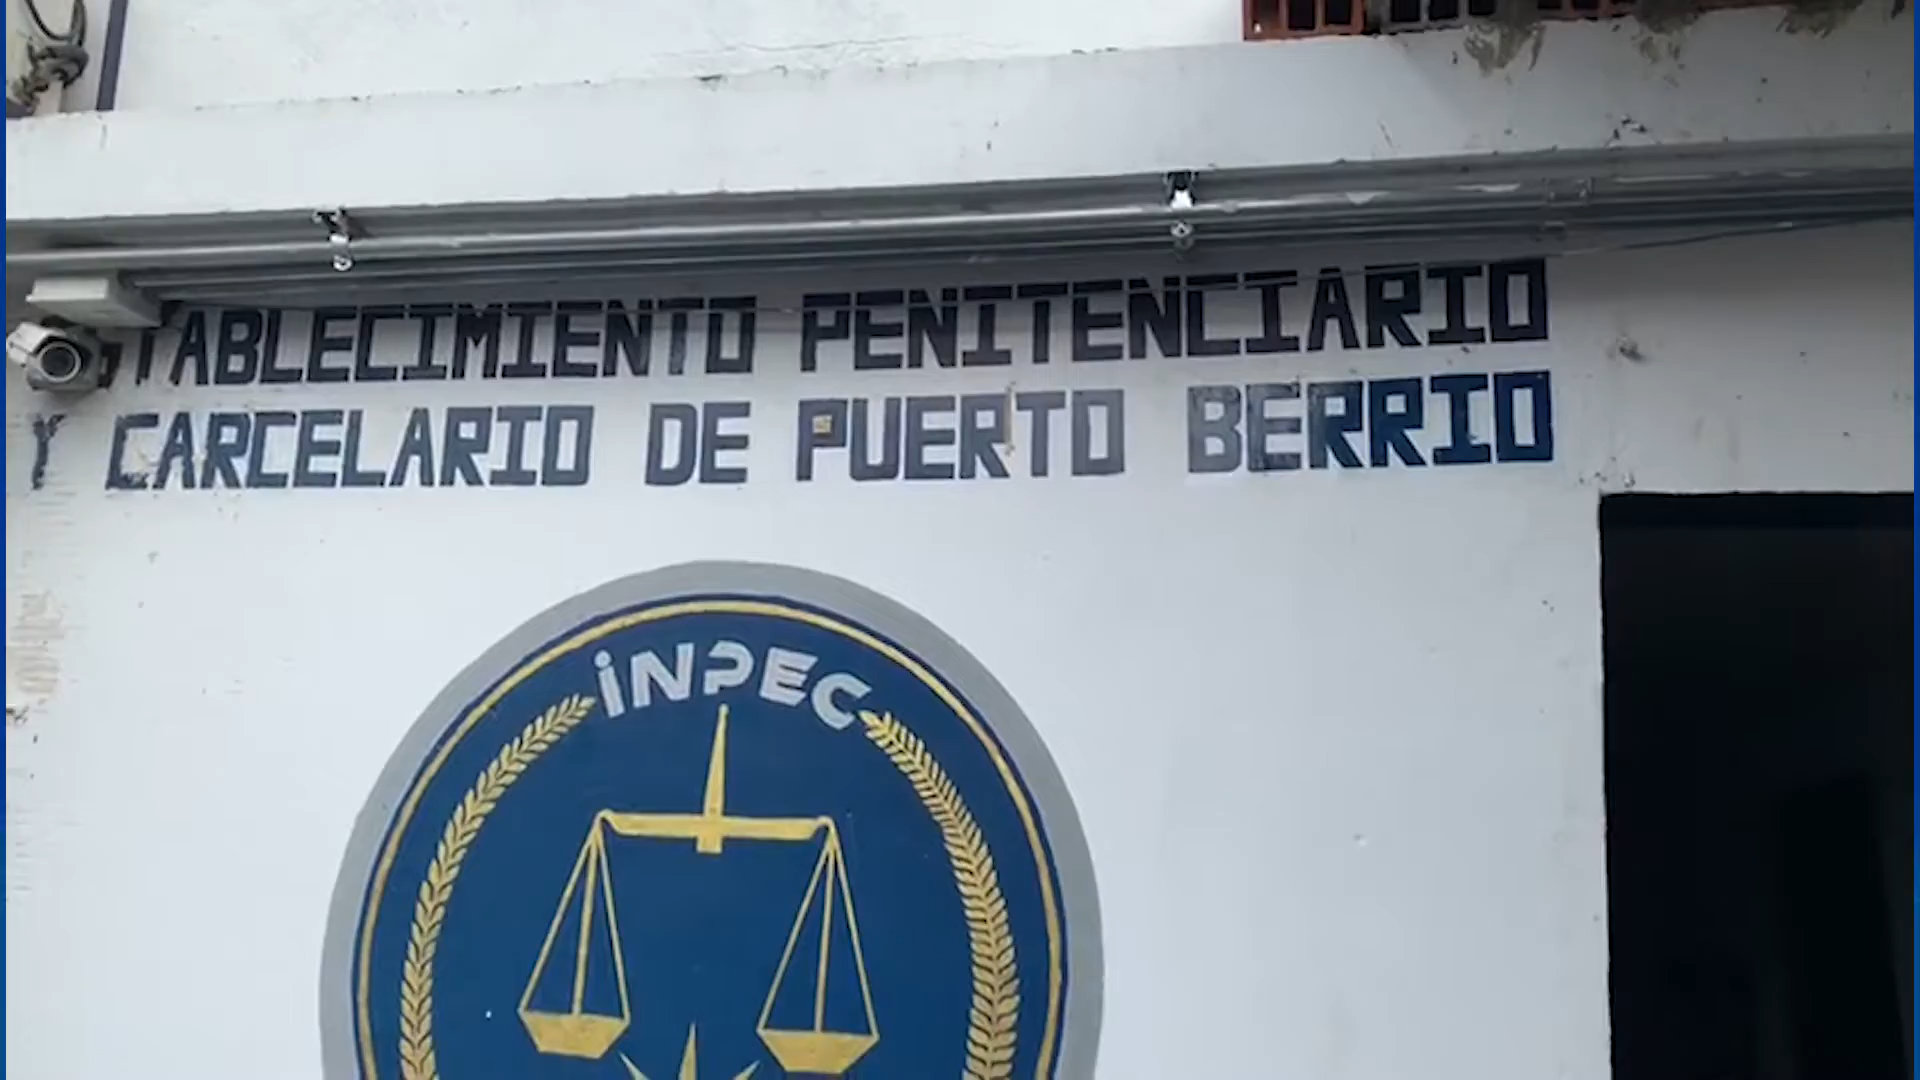 TABLECIMIENTO PENITENCIARIO
Y CARCELARIO DE PUERTO BERRIO
INPEC